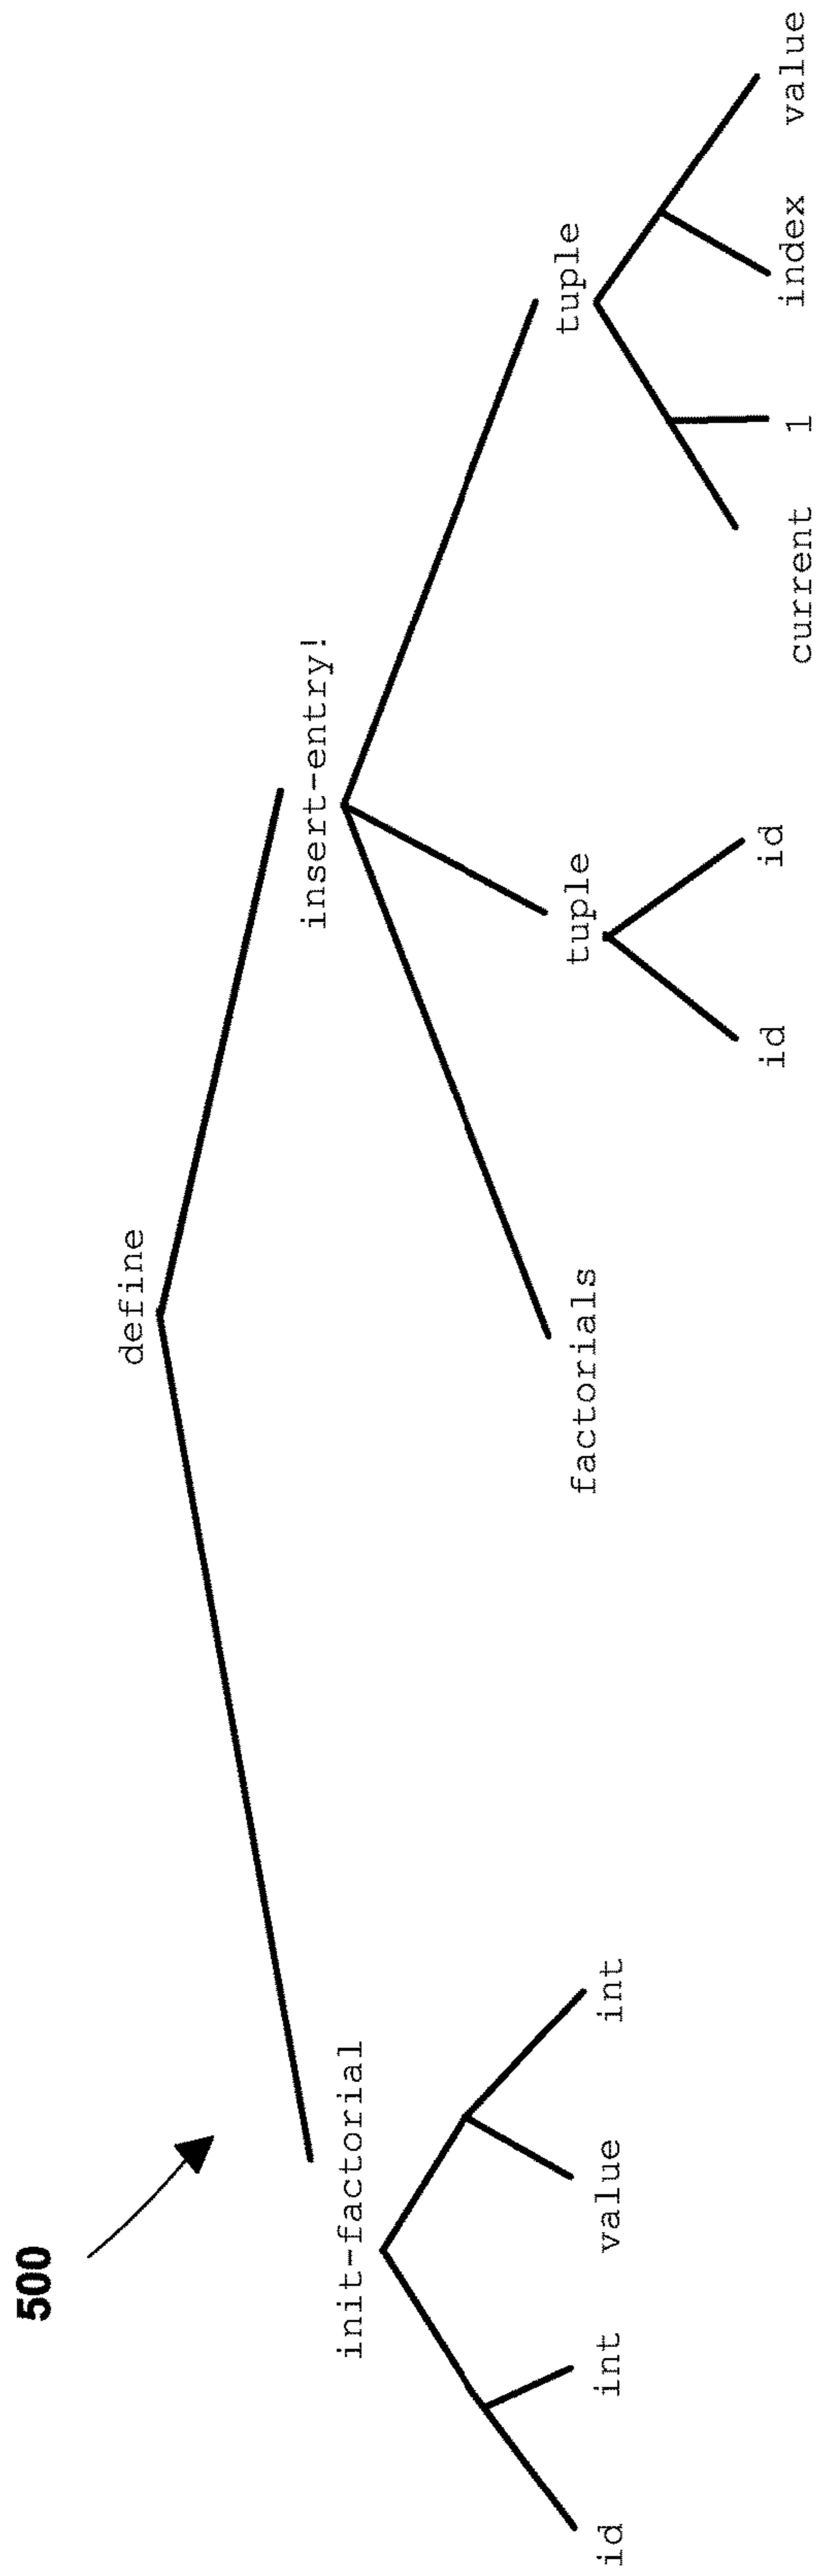 500
define
init-factorial
insert-entry!
id
int
value
int
factorials
tuple
tuple
id
id
current
1
index
value